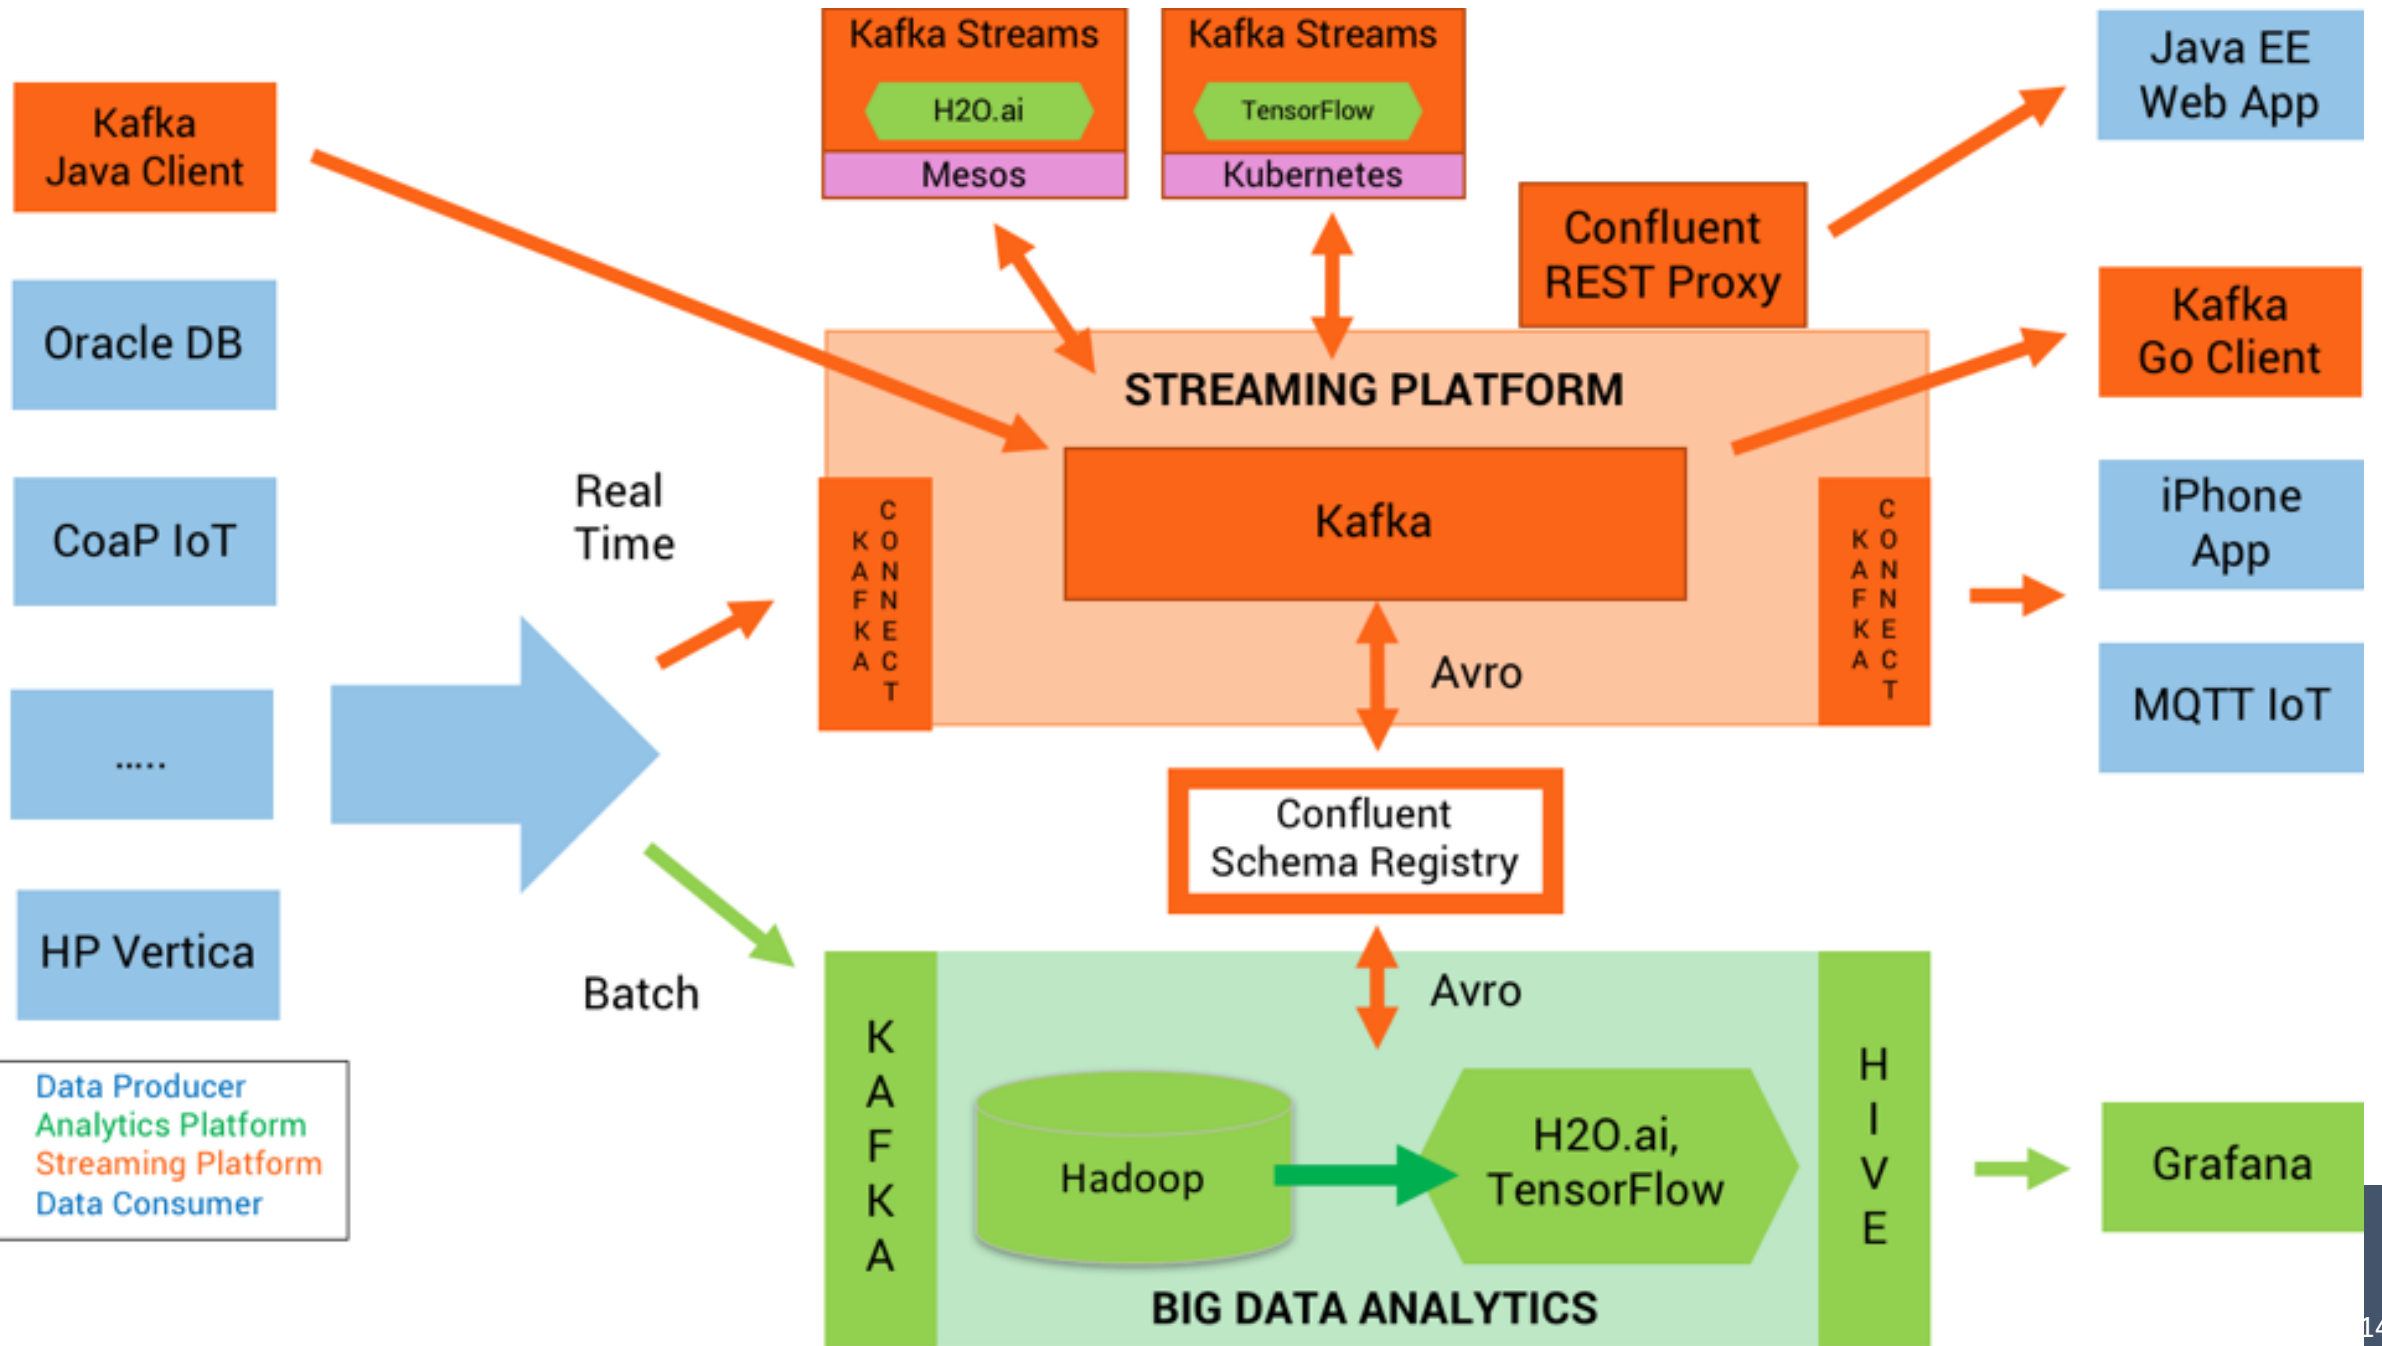 Kafka
Java Client
Oracle DB
CoaP IoT
.....
HP Vertica
Data Producer
Analytics Platform
Streaming Platform
Data Consumer
Real
Time
Batch
Kafka Streams
H2O.ai
Mesos
Kafka Streams
TensorFlow
Kubernetes
Confluent
REST Proxy
STREAMING PLATFORM
KAFKA
CONNECT
Kafka
KAFKA
CONNECT
Avro
Confluent
Schema Registry
Avro
KAFKA
Hadoop
H2O.ai,
TensorFlow
HIVE
BIG DATA ANALYTICS
Java EE
Web App
Kafka
Go Client
iPhone
App
MQTT IoT
Grafana
14